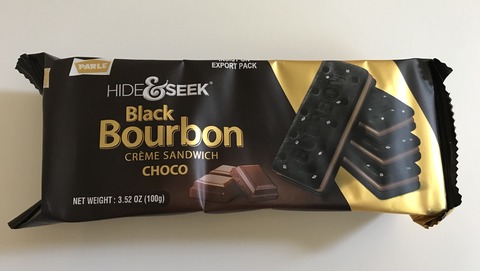 PARLE
EXPORT PACK
HIDE&SEEK
Black
Bourbon
CRÈME SANDWICH
CHOCO
NET WEIGHT : 3.52 OZ (100g)